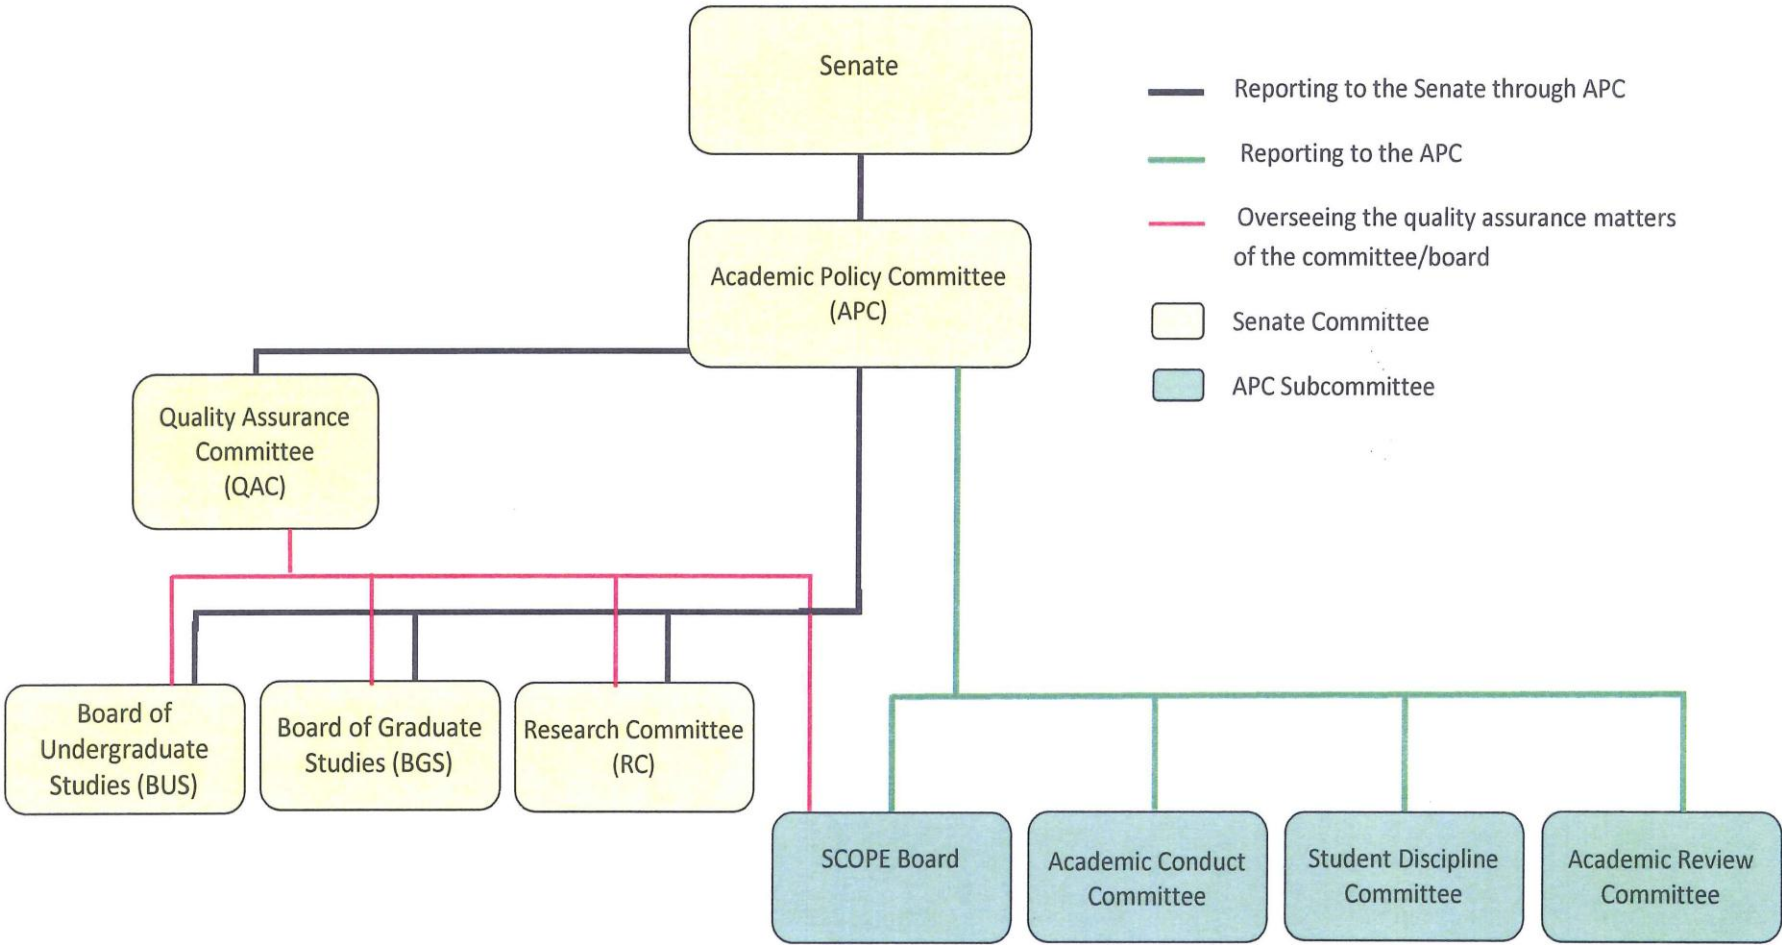 Senate
Reporting to the Senate through APC
Reporting to the APC
Overseeing the quality assurance matters
of the committee/board
Senate Committee
APC Subcommittee
Academic Policy Committee
(APC)
Quality Assurance
Committee
(QAC)
Board of
Undergraduate
Studies (BUS)
Board of Graduate
Studies (BGS)
Research Committee
(RC)
SCOPE Board
Academic Conduct
Committee
Student Discipline
Committee
Academic Review
Committee